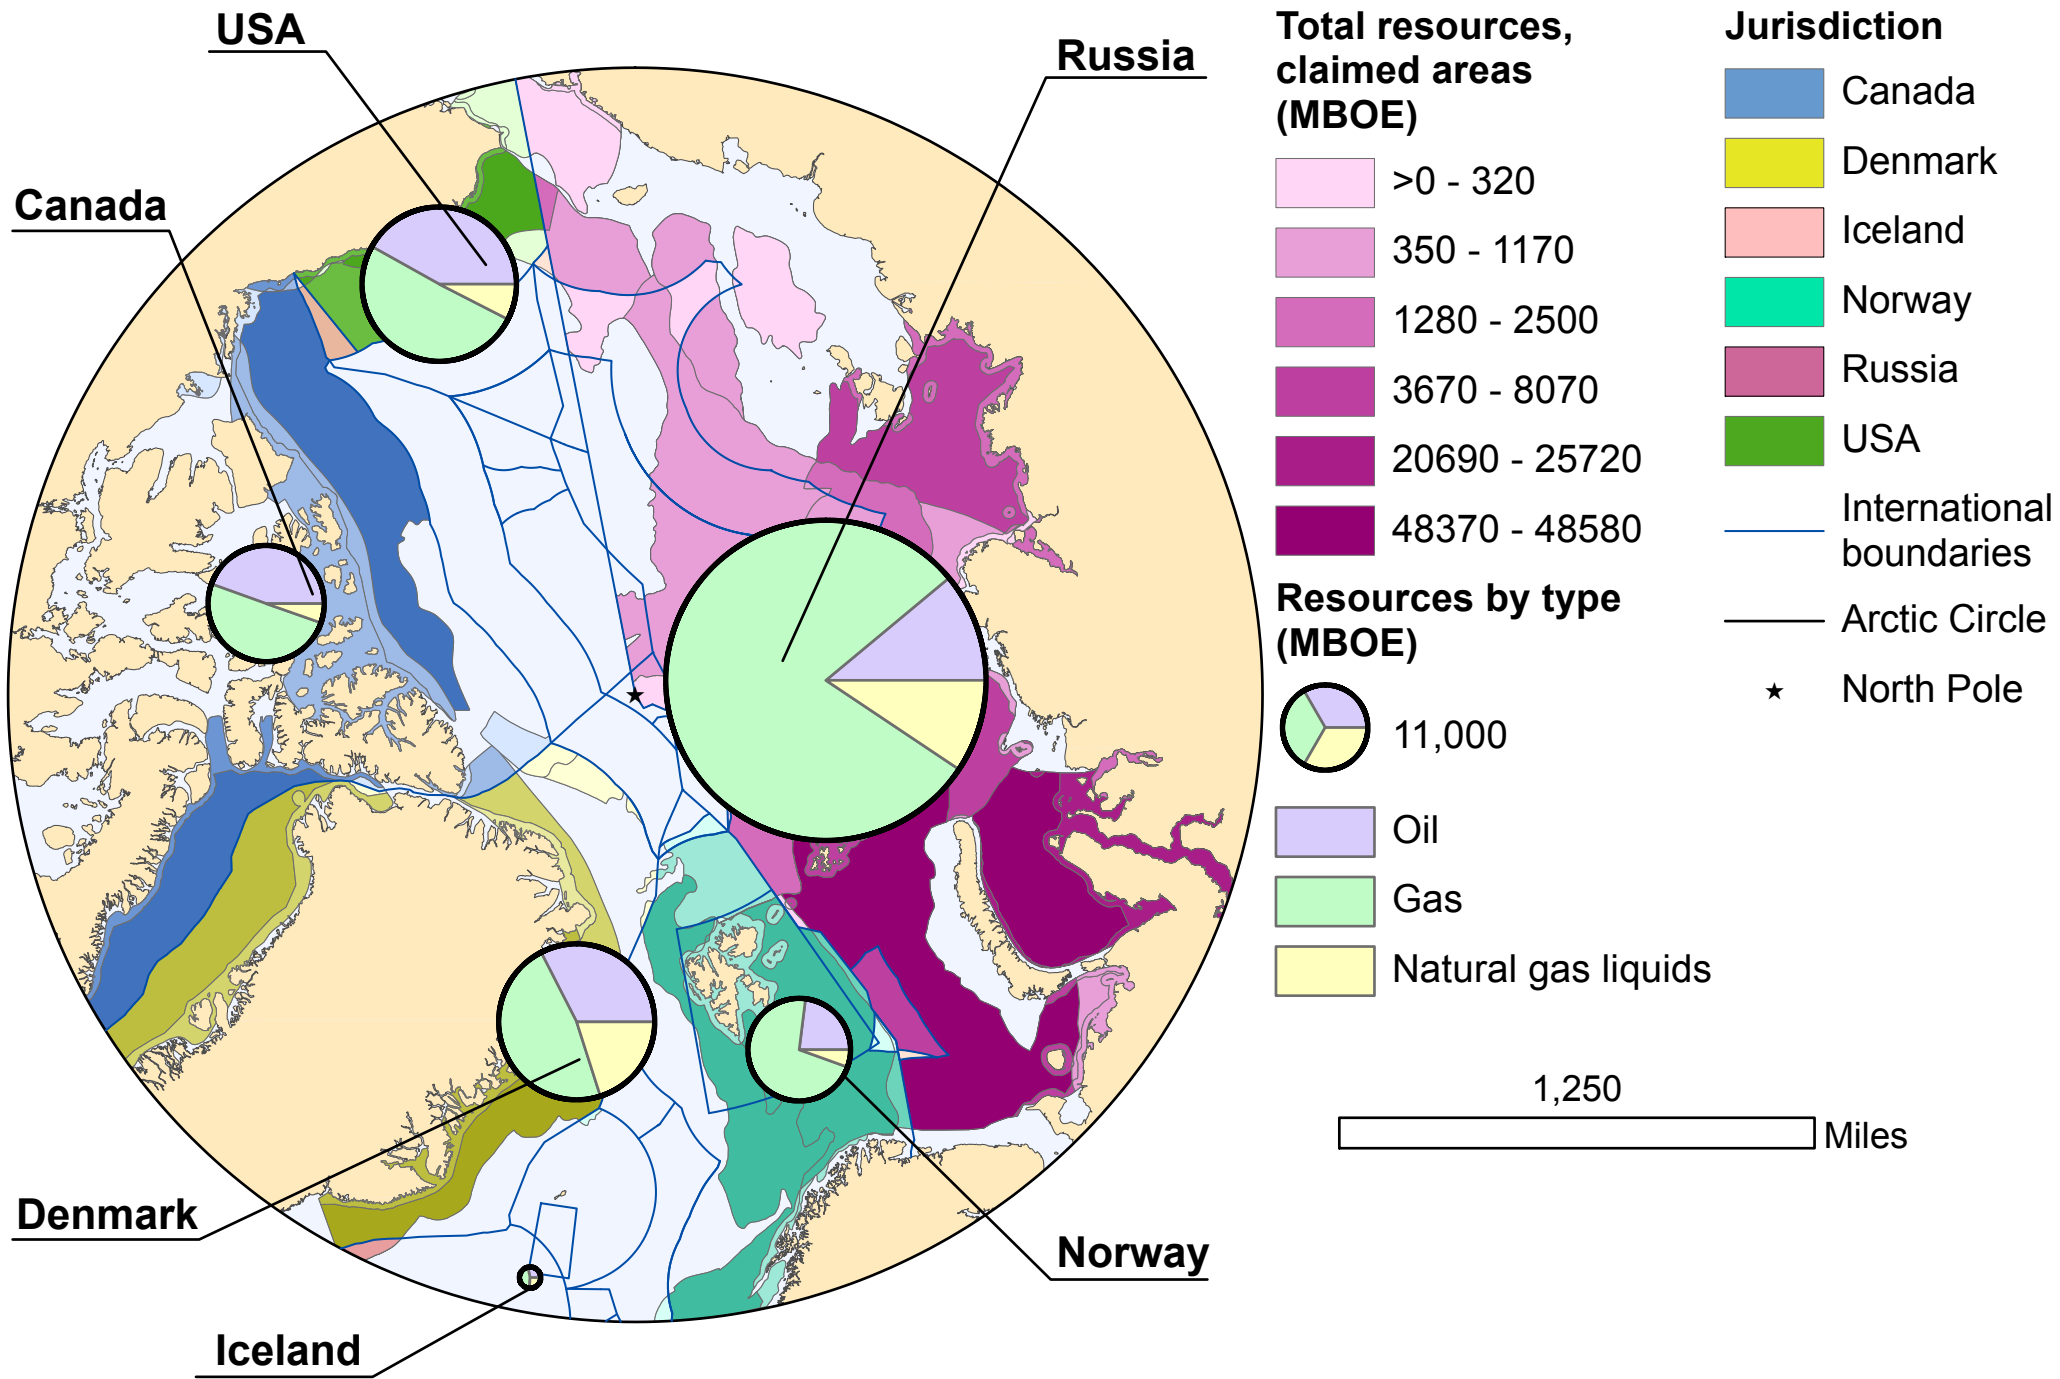 USA
Russia
Canada
Denmark
Norway
Iceland
Total resources,
claimed areas
(MBOE)
>0 - 320
350 - 1170
1280 - 2500
3670 - 8070
20690 - 25720
48370 - 48580
Resources by type
(MBOE)
11,000
Oil
Gas
Natural gas liquids
Jurisdiction
Canada
Denmark
Iceland
Norway
Russia
USA
International
boundaries
Arctic Circle
North Pole
1,250
Miles